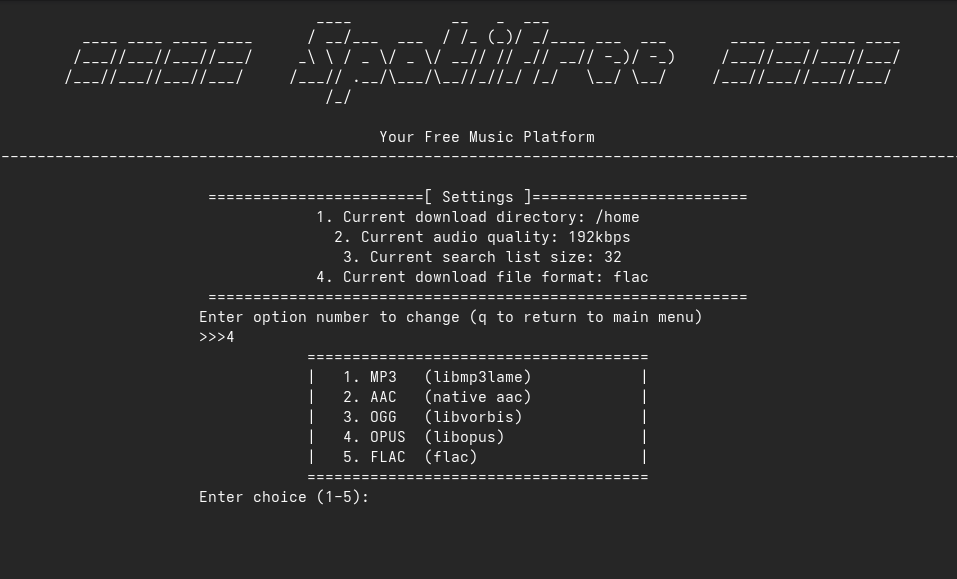 Spotifree
Your Free Music Platform
========================[ Settings ]========================
1. Current download directory: /home
2. Current audio quality: 192kbps
3. Current search list size: 32
4. Current download file format: flac
============================================================
Enter option number to change (q to return to main menu)
>>>4
======================================
| 1. MP3 (libmp3lame) |
| 2. AAC (native aac) |
| 3. OGG (libvorbis) |
| 4. OPUS (libopus) |
| 5. FLAC (flac) |
======================================
Enter choice (1-5):